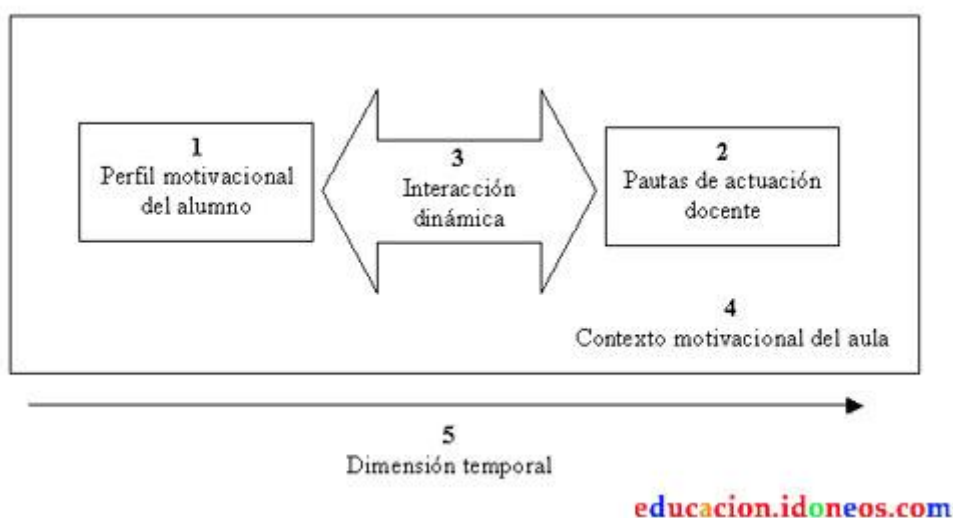 1
Perfil motivacional
del alumno
3
Interacción
dinámica
2
Pautas de actuación
docente
4
Contexto motivacional del aula
5
Dimensión temporal
educacion.idoneos.com